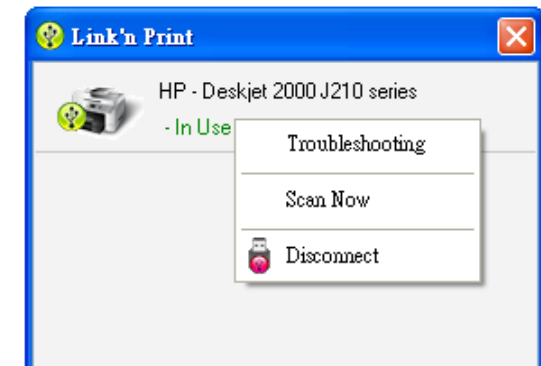 Link'n Print
HP - Deskjet 2000 J210 series
- In Use
Troubleshooting
Scan Now
Disconnect